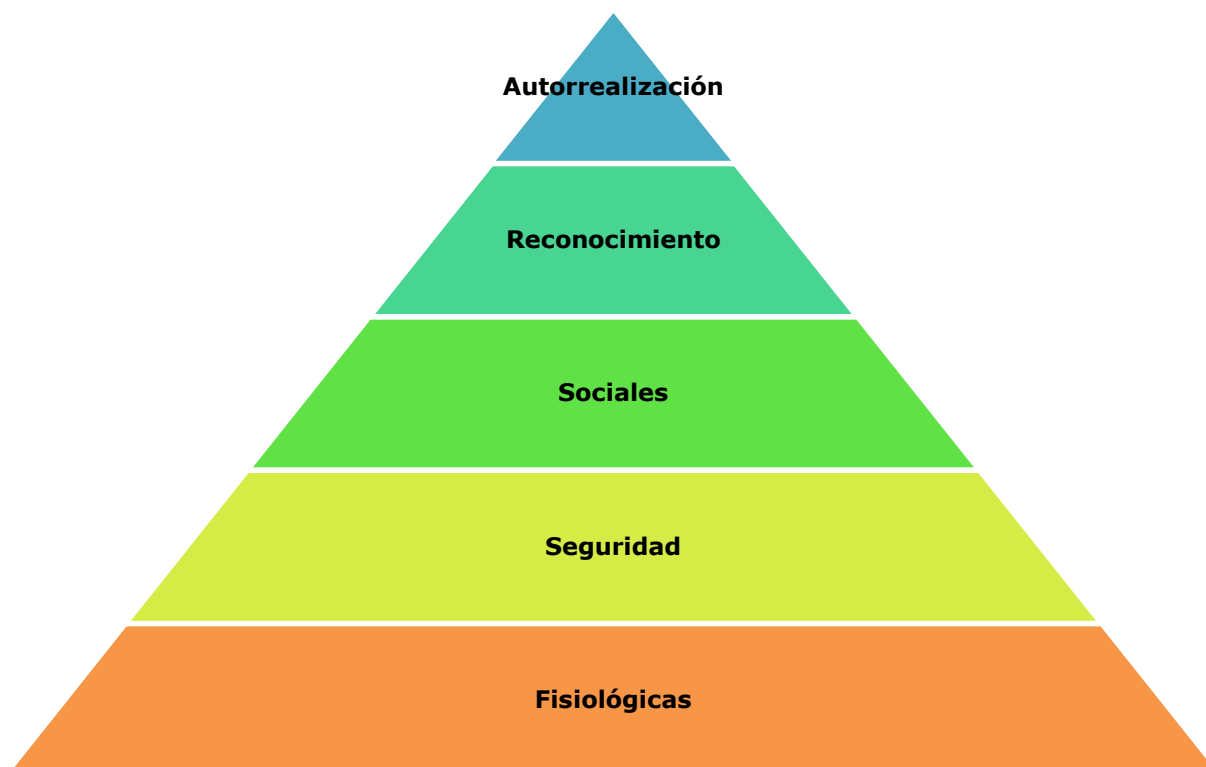 Autorrealización
Reconocimiento
Sociales
Seguridad
Fisiológicas